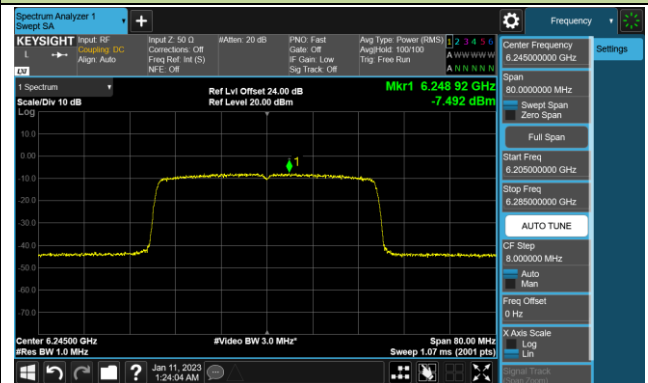 Spectrum Analyzer 1
Swept SA
Frequency
KEYSIGHT
L
LXI
Input: RF
Coupling: DC
Align: Auto
Input Z: 50 Ω
Corrections: Off
Freq Ref: Int (S)
NFE: Off
#Atten: 20 dB
PNO: Fast
Gate: Off
IF Gain: Low
Sig Track: Off
Avg Type: Power (RMS)
Avg|Hold: 100/100
Trig: Free Run
1 2 3 4 5 6
A W W W W W
A N N N N N
1 Spectrum
Scale/Div 10 dB
Log
Ref Lvl Offset 24.00 dB
Ref Level 20.00 dBm
Mkr1 6.248 92 GHz
-7.492 dBm
10.0
0.00
-10.0
-20.0
-30.0
-40.0
-50.0
-60.0
-70.0
1
Center 6.24500 GHz
#Res BW 1.0 MHz
#Video BW 3.0 MHz*
Span 80.00 MHz
Sweep 1.07 ms (2001 pts)
Jan 11, 2023
1:24:04 AM
Center Frequency
6.245000000 GHz
Span
80.0000000 MHz
Swept Span
Zero Span
Full Span
Start Freq
6.205000000 GHz
Stop Freq
6.285000000 GHz
AUTO TUNE
CF Step
8.000000 MHz
Auto
Man
Freq Offset
0 Hz
X Axis Scale
Log
Lin
Signal Track
(Span Zoom)
Settings